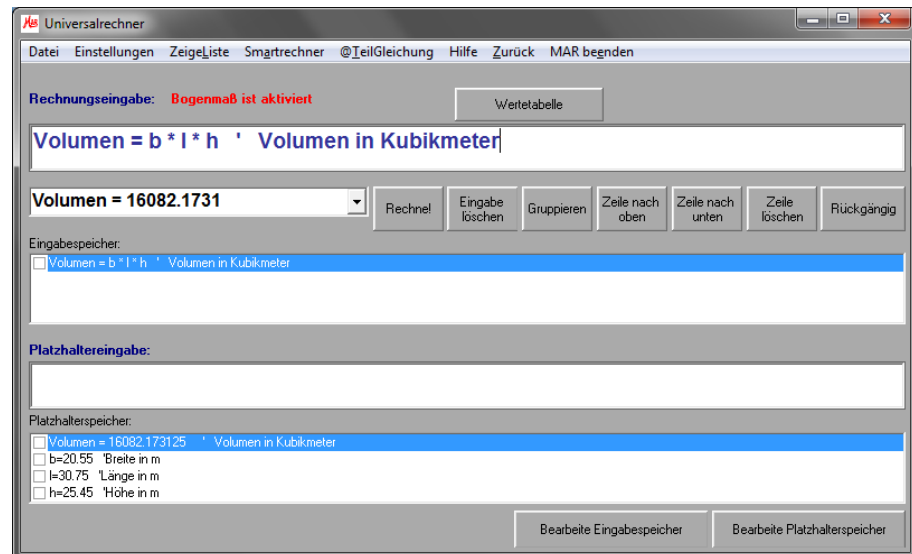 MAR Universalrechner
Datei Einstellungen ZeigeListe Smartrechner @TeilGleichung Hilfe Zurück MAR beenden
Rechnungseingabe: Bogenmaß ist aktiviert
Wertetabelle
Volumen = b * l * h ' Volumen in Kubikmeter
Volumen = 16082.1731
Rechne!
Eingabe
löschen
Gruppieren
Zeile nach
oben
Zeile nach
unten
Zeile
löschen
Rückgängig
Eingabespeicher:
Volumen = b * l * h ' Volumen in Kubikmeter
Platzhaltereingabe:
Platzhalterspeicher:
Volumen = 16082.173125 ' Volumen in Kubikmeter
b=20.55 'Breite in m
l=30.75 'Länge in m
h=25.45 'Höhe in m
Bearbeite Eingabespeicher
Bearbeite Platzhalterspeicher